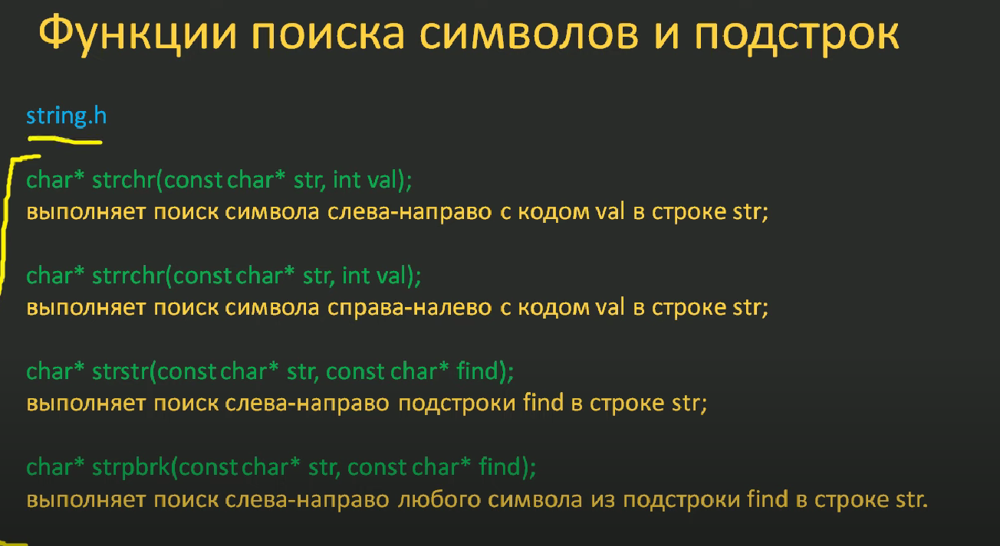 Функции поиска символов и подстрок
string.h
char* strchr(const char* str, int val);
выполняет поиск символа слева-направо с кодом val в строке str;
char* strrchr(const char* str, int val);
выполняет поиск символа справа-налево с кодом val в строке str;
char* strstr(const char* str, const char* find);
выполняет поиск слева-направо подстроки find в строке str;
char* strpbrk(const char* str, const char* find);
выполняет поиск слева-направо любого символа из подстроки find в строке str.